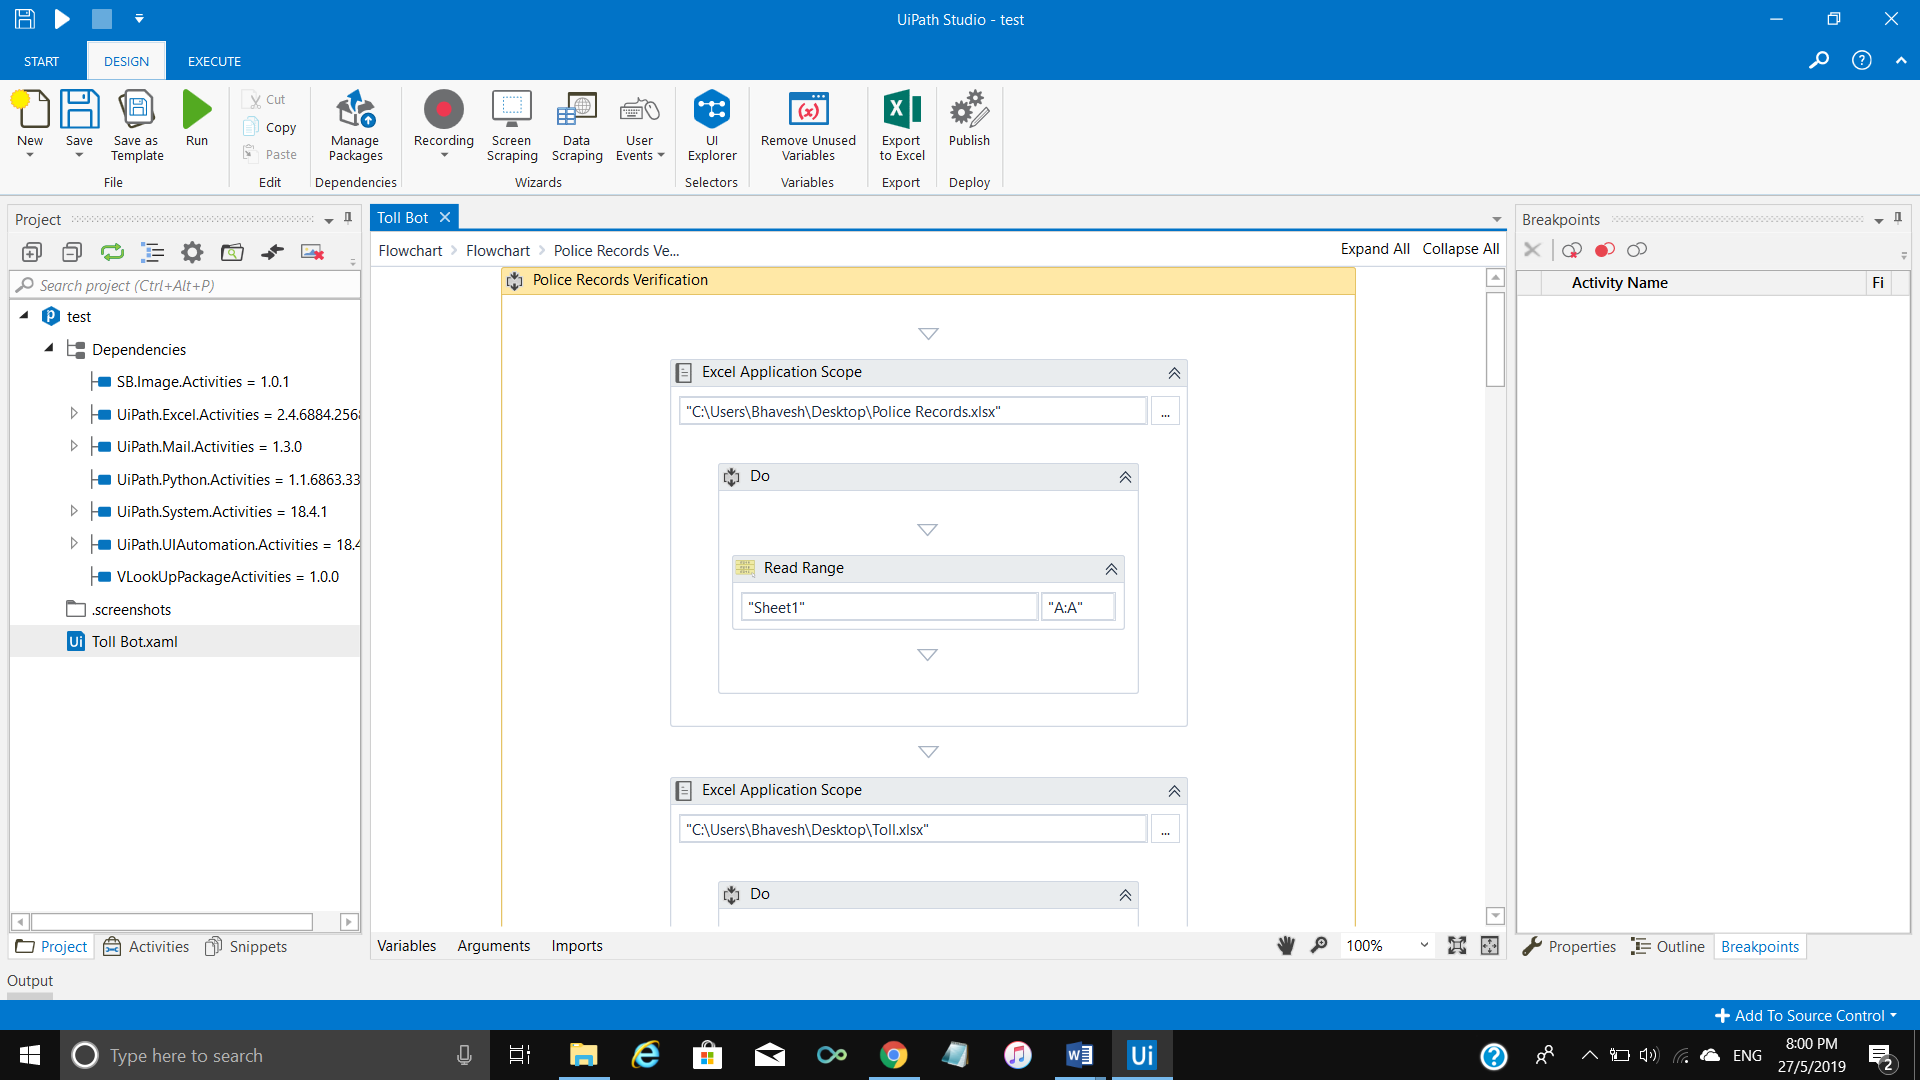 UiPath Studio - test
START DESIGN EXECUTE
New
Save
Save as Template
Run
Cut
Copy
Paste
Manage Packages
Recording
Screen Scraping
Data Scraping
User Events
UI Explorer
Remove Unused Variables
Export to Excel
Publish
File Edit Dependencies Wizards Selectors Variables Export Deploy
Project
Search project (Ctrl+Alt+P)
test
Dependencies
SB.Image.Activities = 1.0.1
UiPath.Excel.Activities = 2.4.6884.256
UiPath.Mail.Activities = 1.3.0
UiPath.Python.Activities = 1.1.6863.33
UiPath.System.Activities = 18.4.1
UiPath.UIAutomation.Activities = 18.4
VLookUpPackageActivities = 1.0.0
.screenshots
Ui Toll Bot.xaml
Project Activities Snippets
Output
Toll Bot
Flowchart Flowchart Police Records Ve...
Expand All Collapse All
Police Records Verification
Excel Application Scope
"C:\Users\Bhavesh\Desktop\Police Records.xlsx" ...
Do
Read Range
"Sheet1" "A:A"
Excel Application Scope
"C:\Users\Bhavesh\Desktop\Toll.xlsx" ...
Do
Variables Arguments Imports
100%
Breakpoints
Activity Name Fi
Properties Outline Breakpoints
Add To Source Control
Type here to search
Ui
ENG
8:00 PM
27/5/2019
2